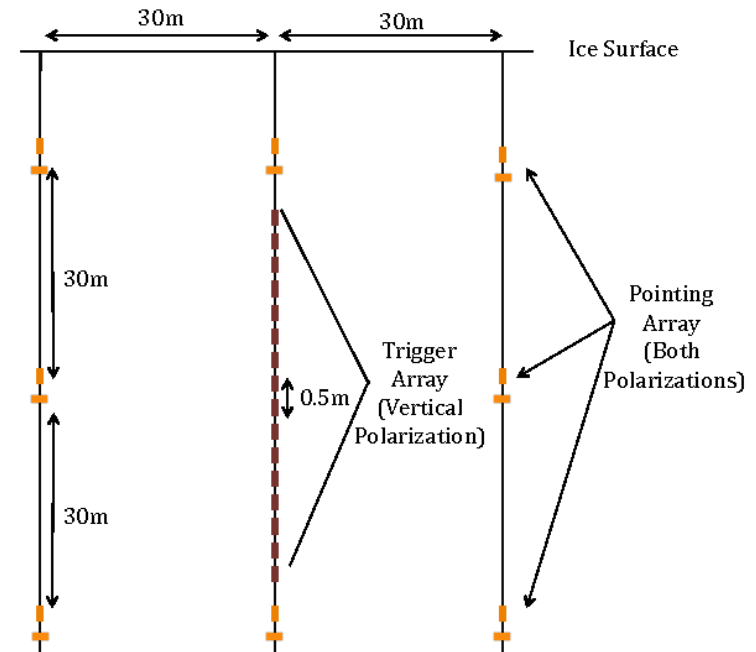 30m
30m
Ice Surface
30m
Pointing
Array
(Both
Polarizations)
Trigger
Array
(Vertical
Polarization)
0.5m
30m